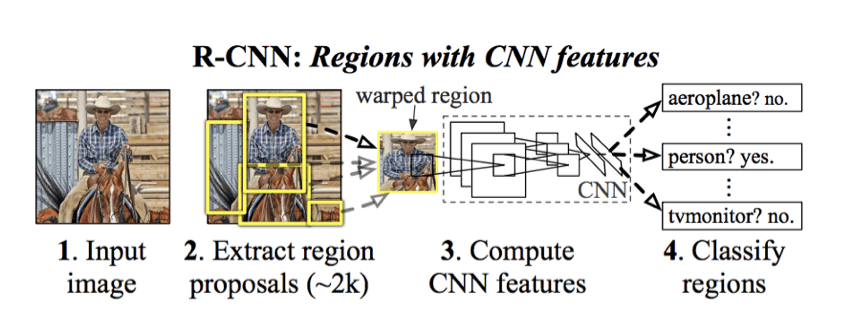 R-CNN: Regions with CNN features
warped region
aeroplane? no.
person? yes.
tvmonitor? no.
CNN
1. Input
image
2. Extract region
proposals (~2k)
3. Compute
CNN features
4. Classify
regions